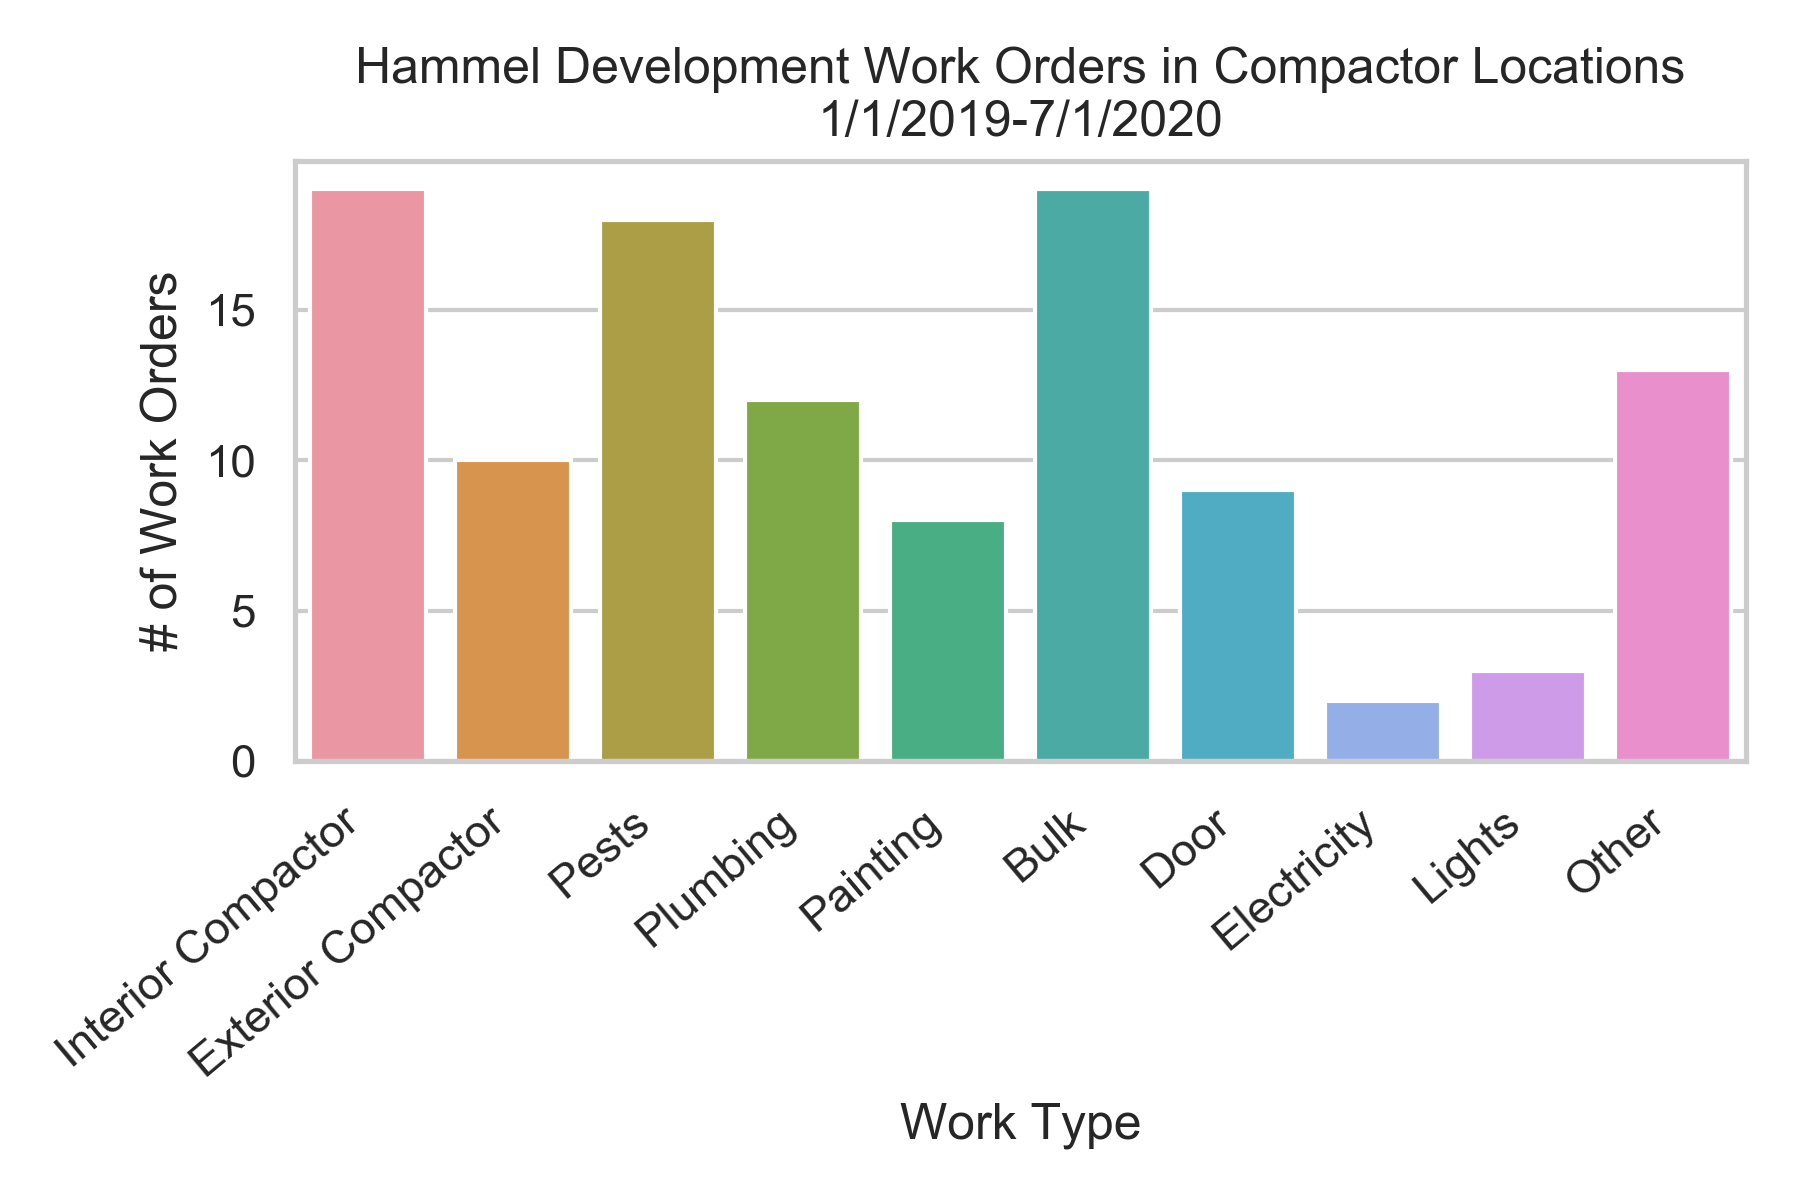 Hammel Development Work Orders in Compactor Locations
1/1/2019-7/1/2020
# of Work Orders
15
10
5
0
Interior Compactor
Exterior Compactor
Pests
Plumbing
Painting
Bulk
Door
Electricity
Lights
Other
Work Type